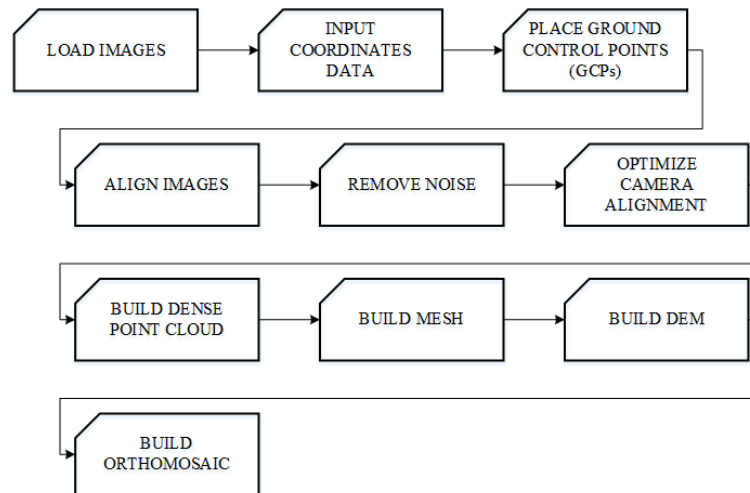 LOAD IMAGES
INPUT
COORDINATES
DATA
PLACE GROUND
CONTROL POINTS
(GCPs)
ALIGN IMAGES
REMOVE NOISE
OPTIMIZE
CAMERA
ALIGNMENT
BUILD DENSE
POINT CLOUD
BUILD MESH
BUILD DEM
BUILD
ORTHOMOSAIC